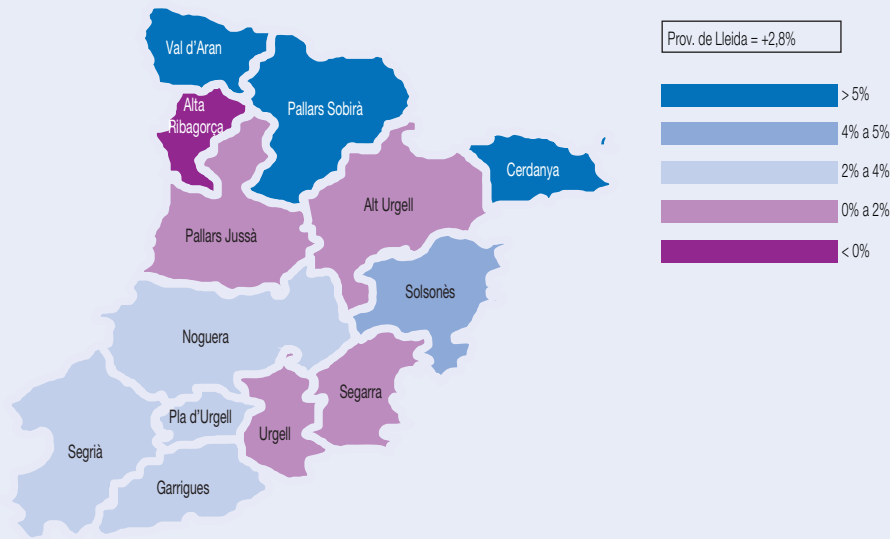 Prov. de Lleida = +2,8%
> 5%
4% a 5%
2% a 4%
0% a 2%
< 0%
Val d'Aran
Alta
Ribagorça
Pallars Sobirà
Cerdanya
Alt Urgell
Pallars Jussà
Solsonès
Noguera
Segarra
Pla d'Urgell
Urgell
Segrià
Garrigues